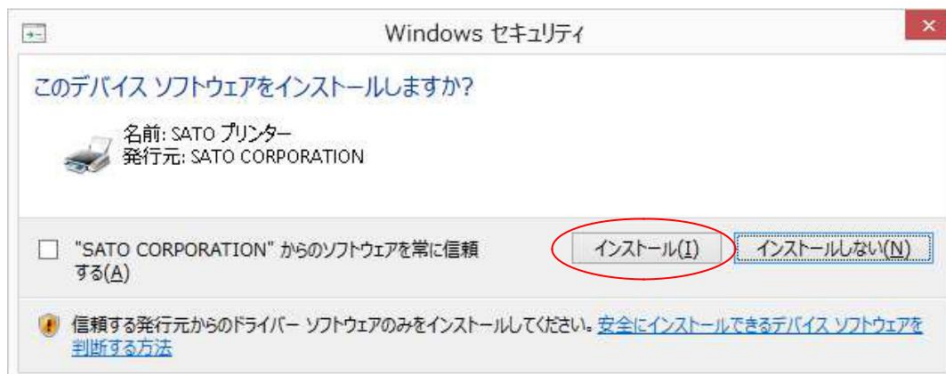 Windows セキュリティ
このデバイス ソフトウェアをインストールしますか?
名前: SATO プリンター
発行元: SATO CORPORATION
"SATO CORPORATION" からのソフトウェアを常に信頼
する(A)
インストール(I)
インストールしない(N)
信頼する発行元からのドライバー ソフトウェアのみをインストールしてください。安全にインストールできるデバイス ソフトウェアを
判断する方法